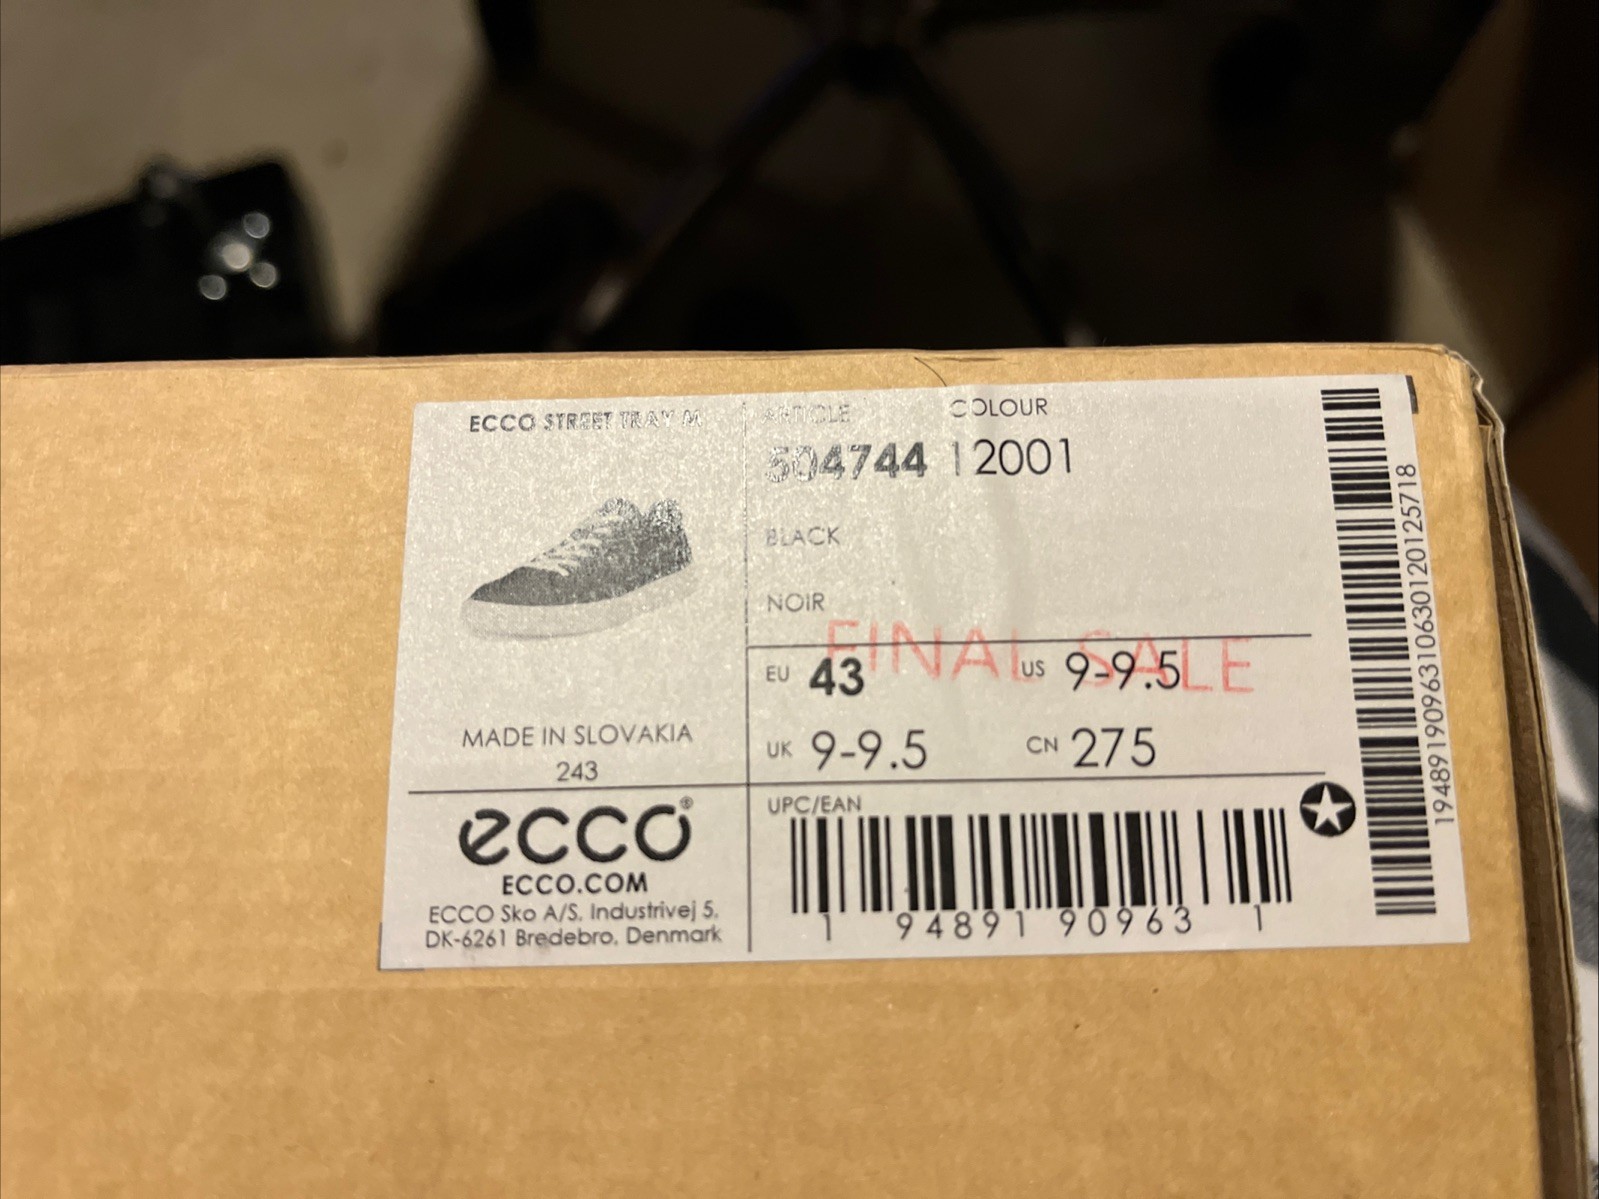 ECCO STREET TRAY M
ARTICLE
504744
COLOUR
12001
BLACK
NOIR
FINAL SALE
EU 43
US 9-9.5
UK 9-9.5
CN 275
MADE IN SLOVAKIA
243
ecco®
ECCO.COM
ECCO Sko A/S, Industrivej 5,
DK-6261 Bredebro, Denmark
UPC/EAN
1 94891 90963 1
194891909631063012012571​8